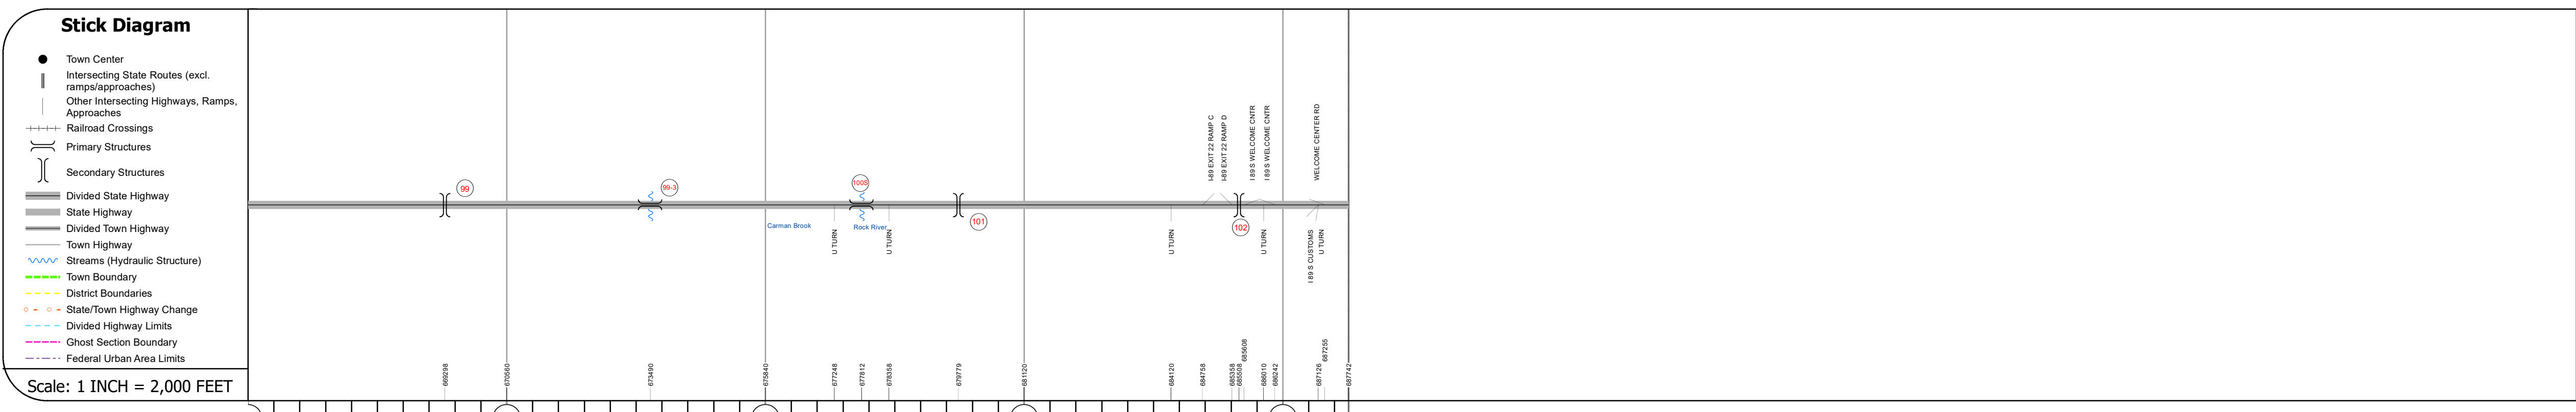 Stick Diagram
Town Center
Intersecting State Routes (excl.
ramps/approaches)
Other Intersecting Highways, Ramps,
Approaches
Railroad Crossings
Primary Structures
Secondary Structures
Divided State Highway
State Highway
Divided Town Highway
Town Highway
Streams (Hydraulic Structure)
Town Boundary
District Boundaries
State/Town Highway Change
Divided Highway Limits
Ghost Section Boundary
Federal Urban Area Limits
Scale: 1 INCH = 2,000 FEET
I-89 EXIT 22 RAMP C
I-89 EXIT 22 RAMP D
I 89 S WELCOME CNTR
I 89 S WELCOME CNTR
WELCOME CENTER RD
99
99-3
100S
101
102
Carman Brook
Rock River
U TURN
U TURN
U TURN
U TURN
I 89 S CUSTOMS
U TURN
669298
670560
673490
675840
677248
677812
678358
679779
681120
684120
684758
685358
685508
685608
686010
686242
687126
687255
687742